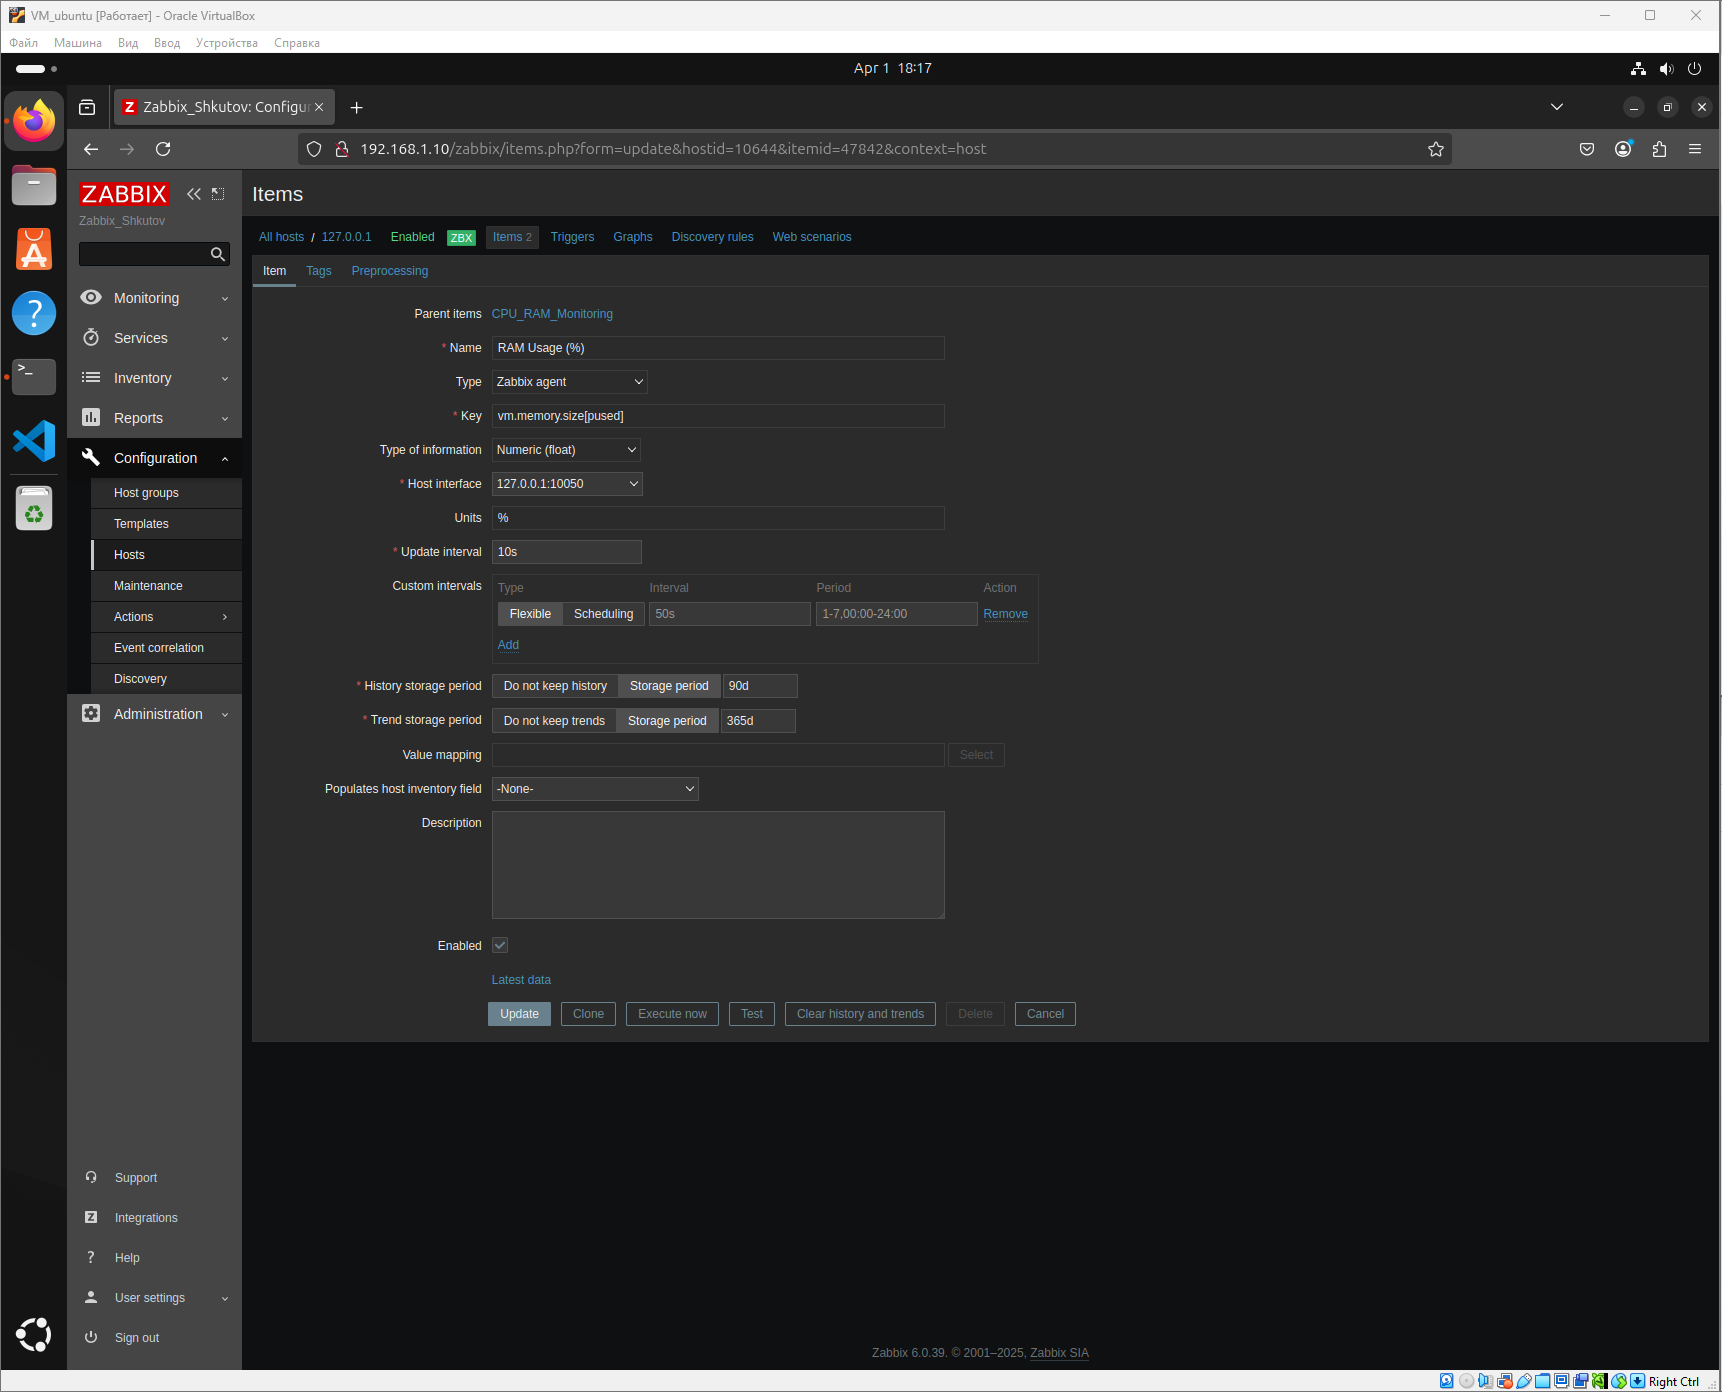 VM_ubuntu [Работает] - Oracle VirtualBox
Файл Машина Вид Ввод Устройства Справка
Apr 1 18:17
Zabbix_Shkutov: Configu
192.168.1.10/zabbix/items.php?form=update&hostid=10644&itemid=47842&context=host
ZABBIX
Zabbix_Shkutov
Monitoring
Services
Inventory
Reports
Configuration
Host groups
Templates
Hosts
Maintenance
Actions
Event correlation
Discovery
Administration
Support
Integrations
Help
User settings
Sign out
Items
All hosts / 127.0.0.1 Enabled ZBX Items 2 Triggers Graphs Discovery rules Web scenarios
Item Tags Preprocessing
Parent items CPU_RAM_Monitoring
* Name RAM Usage (%)
Type Zabbix agent
* Key vm.memory.size[pused]
Type of information Numeric (float)
* Host interface 127.0.0.1:10050
Units %
* Update interval 10s
Custom intervals Type Interval Period Action
Flexible Scheduling 50s 1-7,00:00-24:00 Remove
Add
* History storage period Do not keep history Storage period 90d
* Trend storage period Do not keep trends Storage period 365d
Value mapping Select
Populates host inventory field -None-
Description
Enabled
Latest data
Update Clone Execute now Test Clear history and trends Delete Cancel
Zabbix 6.0.39. © 2001–2025, Zabbix SIA
Right Ctrl